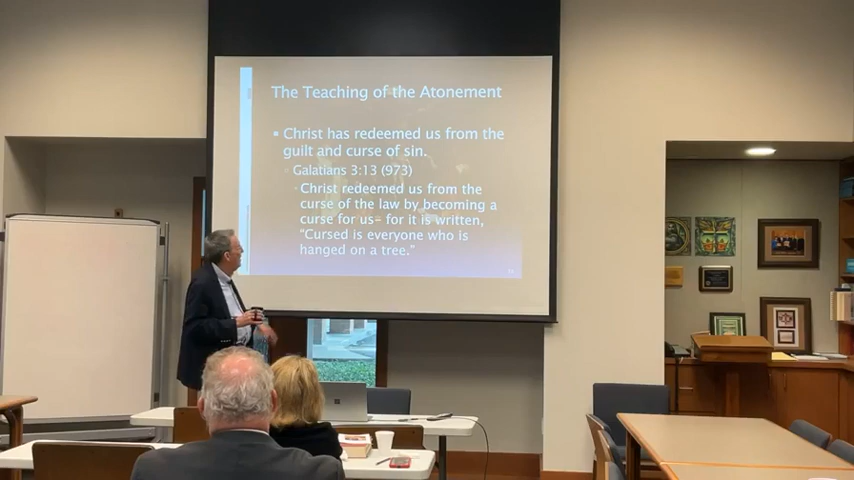 The Teaching of the Atonement
▪ Christ has redeemed us from the
guilt and curse of sin.
Galatians 3:13 (973)
Christ redeemed us from the
curse of the law by becoming a
curse for us– for it is written,
“Cursed is everyone who is
hanged on a tree.”